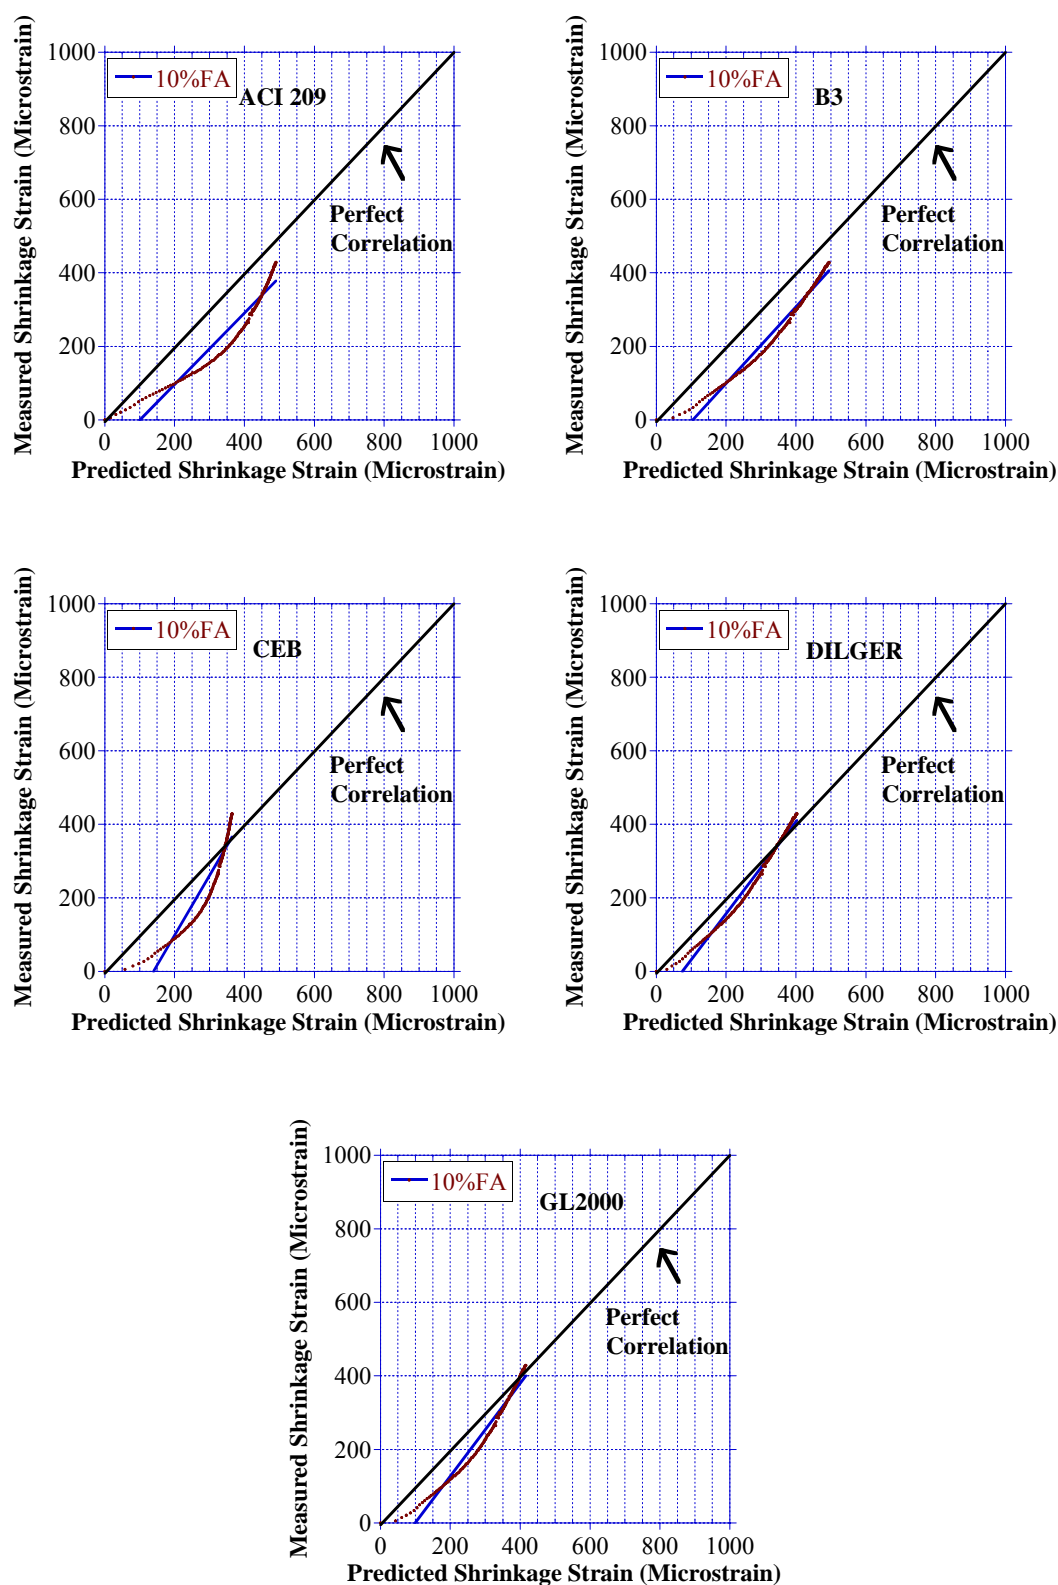 Measured Shrinkage Strain (Microstrain)
1000
800
600
400
200
0
10%FA
ACI 209
Perfect
Correlation
0 200 400 600 800 1000
Predicted Shrinkage Strain (Microstrain)
Measured Shrinkage Strain (Microstrain)
1000
800
600
400
200
0
10%FA
B3
Perfect
Correlation
0 200 400 600 800 1000
Predicted Shrinkage Strain (Microstrain)
Measured Shrinkage Strain (Microstrain)
1000
800
600
400
200
0
10%FA
CEB
Perfect
Correlation
0 200 400 600 800 1000
Predicted Shrinkage Strain (Microstrain)
Measured Shrinkage Strain (Microstrain)
1000
800
600
400
200
0
10%FA
DILGER
Perfect
Correlation
0 200 400 600 800 1000
Predicted Shrinkage Strain (Microstrain)
Measured Shrinkage Strain (Microstrain)
1000
800
600
400
200
0
10%FA
GL2000
Perfect
Correlation
0 200 400 600 800 1000
Predicted Shrinkage Strain (Microstrain)